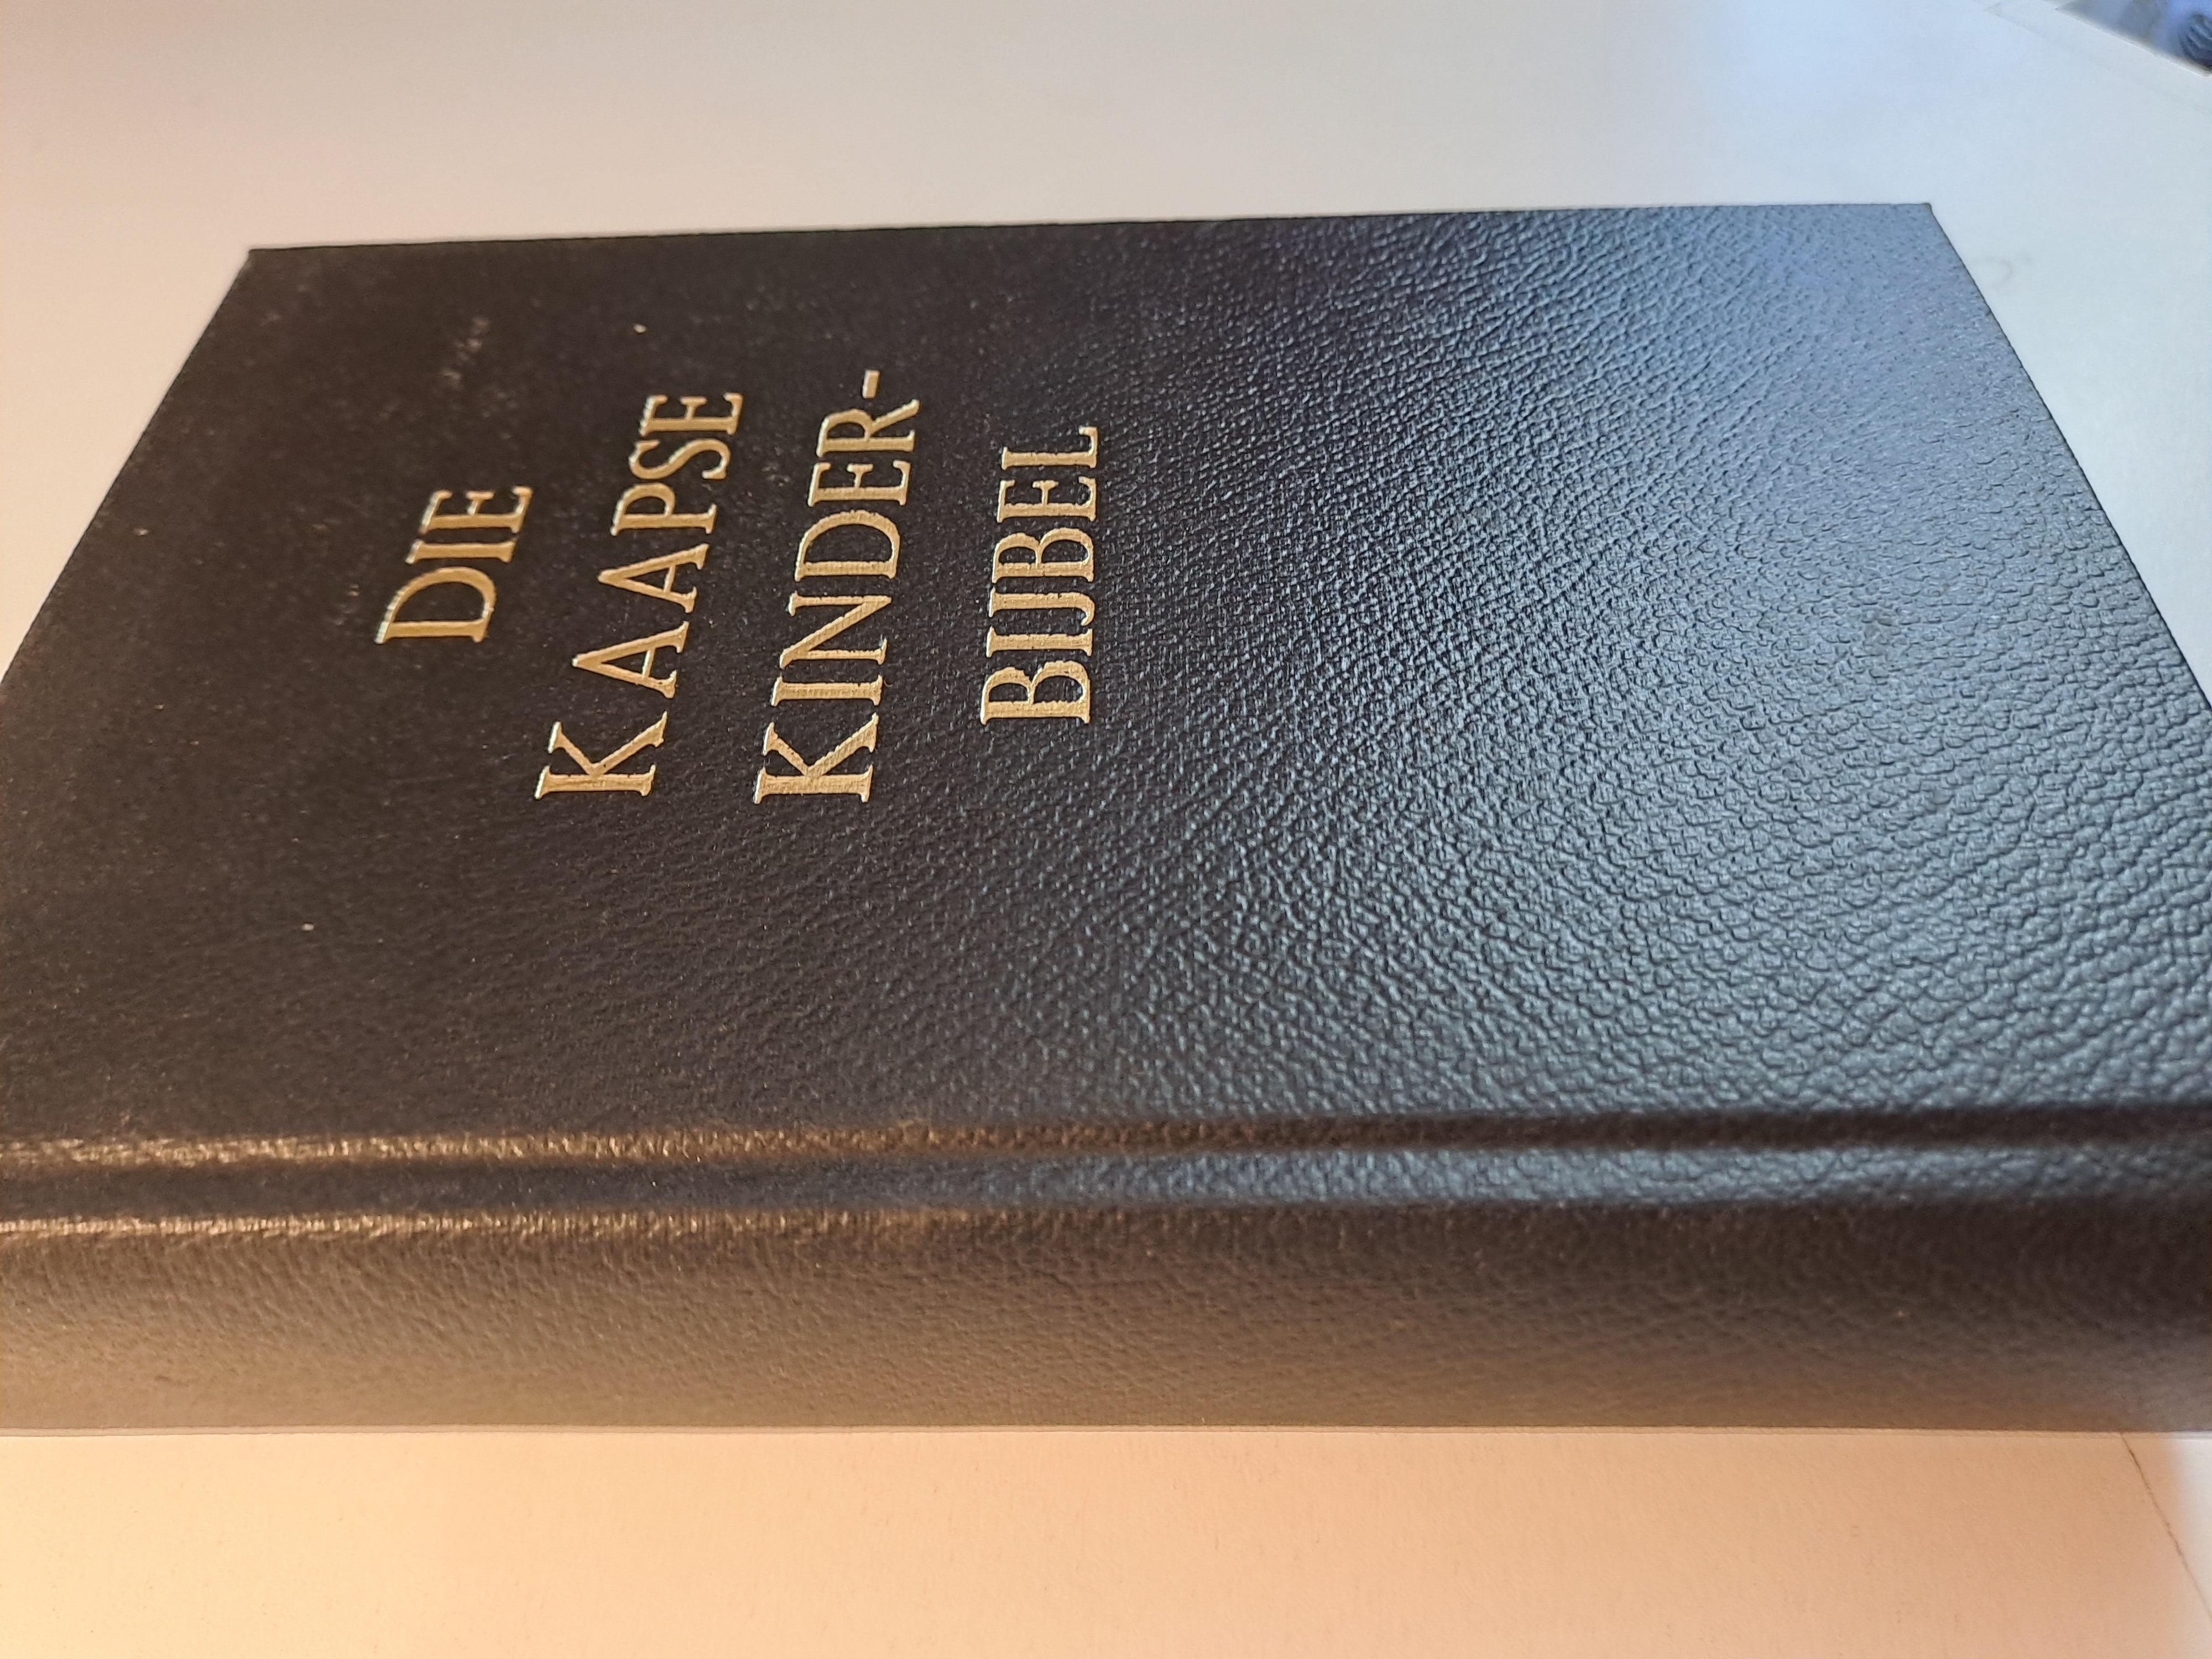 DIE
KAAPSE
KINDER-
BIJBEL